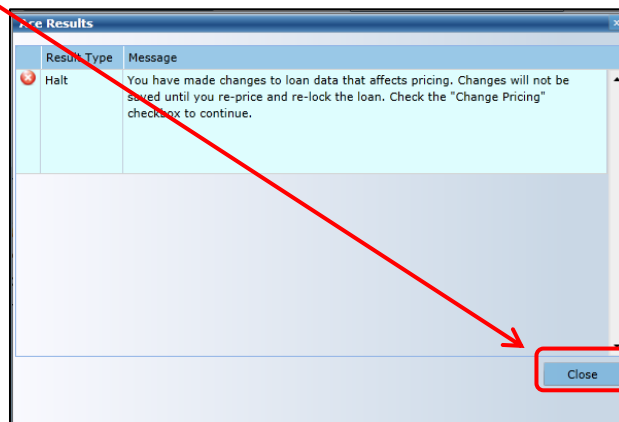 Ace Results
Result Type Message
Halt You have made changes to loan data that affects pricing. Changes will not be
saved until you re-price and re-lock the loan. Check the "Change Pricing"
checkbox to continue.
Close